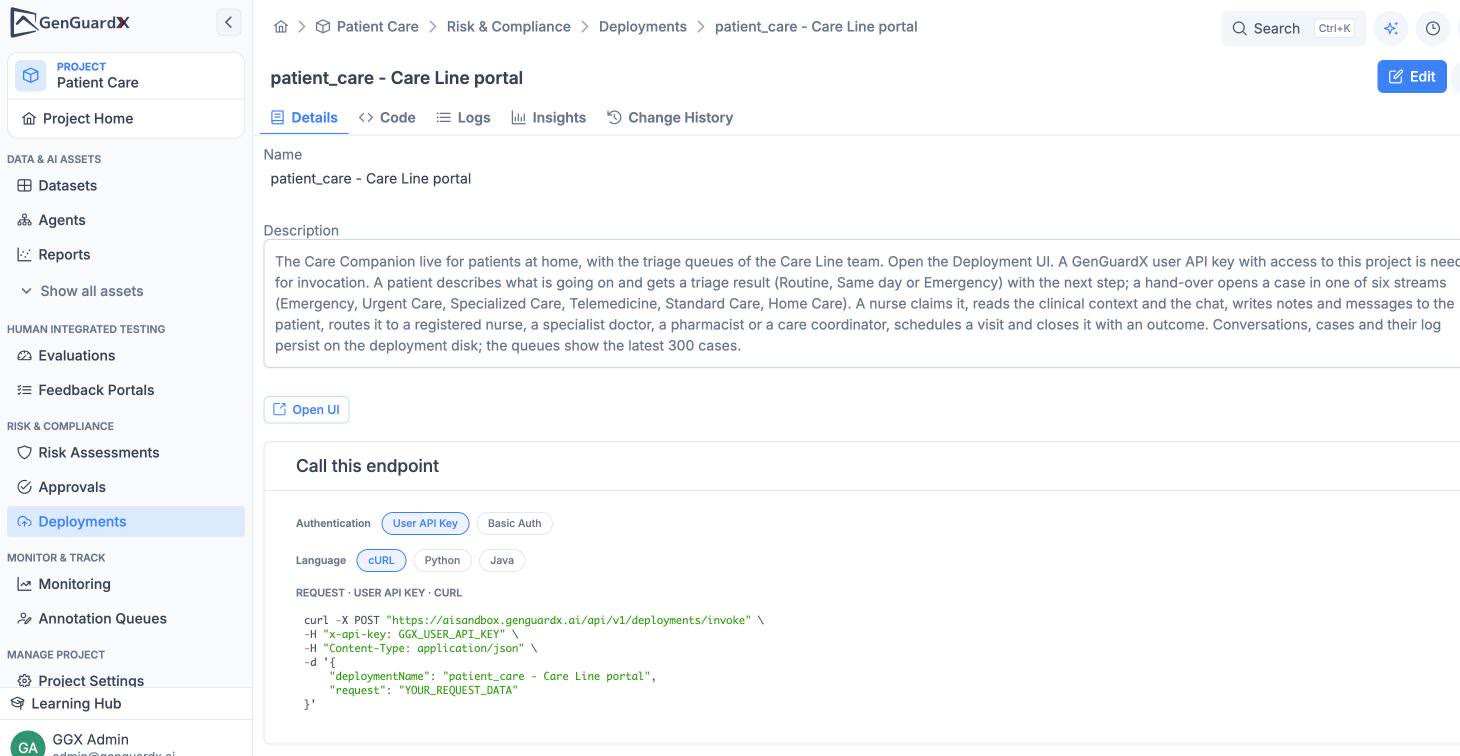 GenGuardX
PROJECT
Patient Care
Project Home
DATA & AI ASSETS
Datasets
Agents
Reports
Show all assets
HUMAN INTEGRATED TESTING
Evaluations
Feedback Portals
RISK & COMPLIANCE
Risk Assessments
Approvals
Deployments
MONITOR & TRACK
Monitoring
Annotation Queues
MANAGE PROJECT
Project Settings
Learning Hub
GA
GGX Admin
admin@genguardx.ai
Patient Care > Risk & Compliance > Deployments > patient_care - Care Line portal
Search Ctrl+K
patient_care - Care Line portal
Edit
Details Code Logs Insights Change History
Name
patient_care - Care Line portal
Description
The Care Companion live for patients at home, with the triage queues of the Care Line team. Open the Deployment UI. A GenGuardX user API key with access to this project is need
for invocation. A patient describes what is going on and gets a triage result (Routine, Same day or Emergency) with the next step; a hand-over opens a case in one of six streams
(Emergency, Urgent Care, Specialized Care, Telemedicine, Standard Care, Home Care). A nurse claims it, reads the clinical context and the chat, writes notes and messages to the
patient, routes it to a registered nurse, a specialist doctor, a pharmacist or a care coordinator, schedules a visit and closes it with an outcome. Conversations, cases and their log
persist on the deployment disk; the queues show the latest 300 cases.
Open UI
Call this endpoint
Authentication User API Key Basic Auth
Language cURL Python Java
REQUEST · USER API KEY · CURL
curl -X POST "https://aisandbox.genguardx.ai/api/v1/deployments/invoke" \
-H "x-api-key: GGX_USER_API_KEY" \
-H "Content-Type: application/json" \
-d '{
"deploymentName": "patient_care - Care Line portal",
"request": "YOUR_REQUEST_DATA"
}'